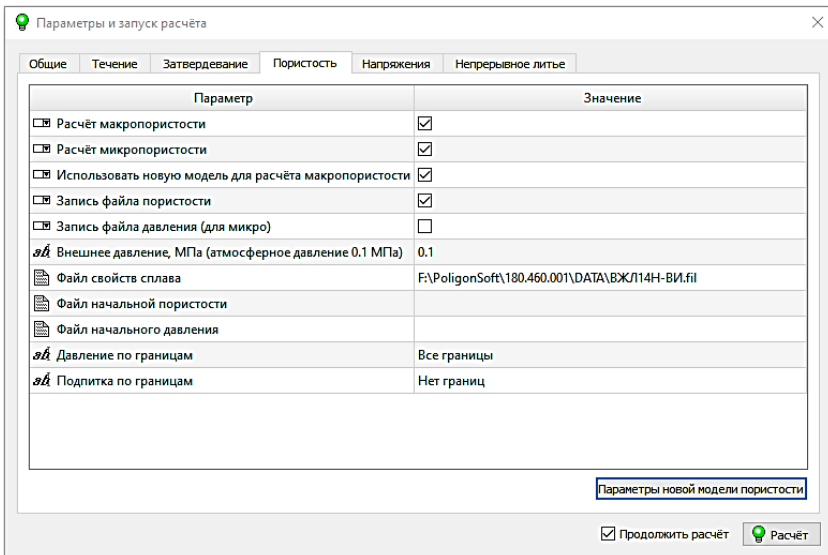 Параметры и запуск расчёта
Общие Течение Затвердевание Пористость Напряжения Непрерывное литье
Параметр Значение
Расчёт макропористости
Расчёт микропористости
Использовать новую модель для расчёта макропористости
Запись файла пористости
Запись файла давления (для микро)
ab Внешнее давление, МПа (атмосферное давление 0.1 МПа) 0.1
Файл свойств сплава F:\PoligonSoft\180.460.001\DATA\ВЖЛ14Н-ВИ.fil
Файл начальной пористости
Файл начального давления
ab Давление по границам Все границы
ab Подпитка по границам Нет границ
Параметры новой модели пористости
Продолжить расчёт Расчёт